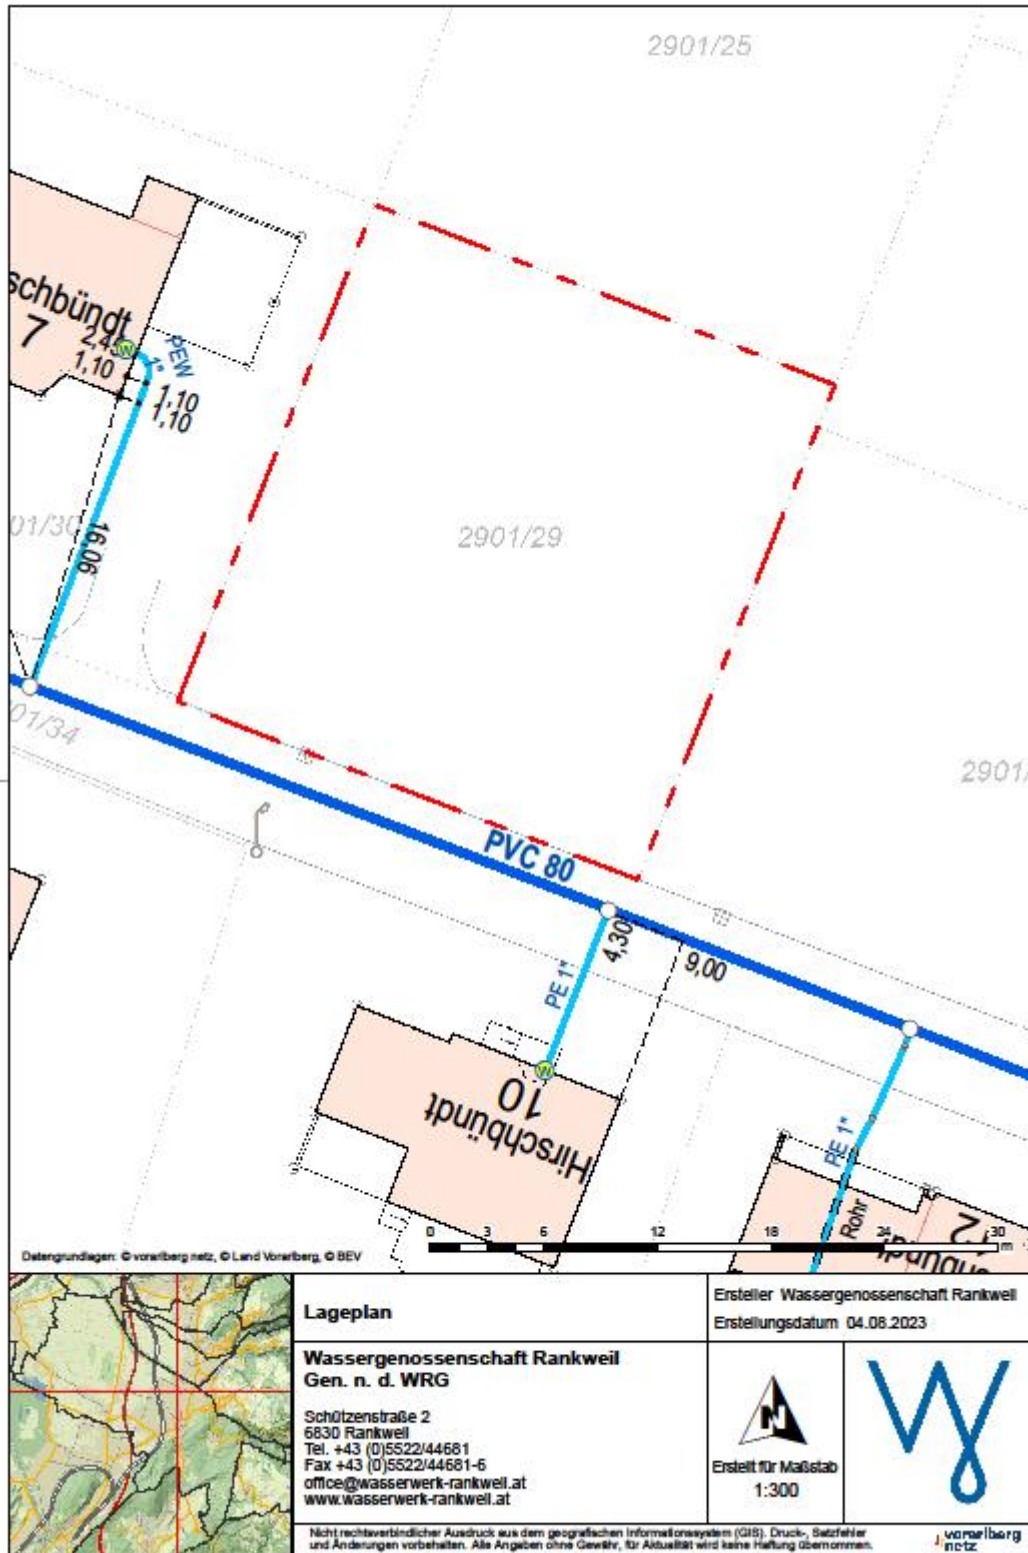 2901/25
schbündt
7
2,45
1,10
PEW
1"
1,10
1,10
2901/29
01/30
16,06
01/34
2901/
PVC 80
4,30
9,00
PE 1"
10
Hirschbündt
PE 1"
Rohr
12
0 3 6 12 18 24 30
m
Datengrundlagen: © vorarlberg netz, © Land Vorarlberg, © BEV
Lageplan
Ersteller Wassergenossenschaft Rankweil
Erstellungsdatum 04.08.2023
Wassergenossenschaft Rankweil
Gen. n. d. WRG
Schützenstraße 2
6830 Rankweil
Tel. +43 (0)5522/44681
Fax +43 (0)5522/44681-6
office@wasserwerk-rankweil.at
www.wasserwerk-rankweil.at
N
Erstellt für Maßstab
1:300
Nicht rechtsverbindlicher Ausdruck aus dem geografischen Informationssystem (GIS). Druck-, Satzfehler
und Änderungen vorbehalten. Alle Angaben ohne Gewähr, für Aktualität wird keine Haftung übernommen.
vorarlberg
netz